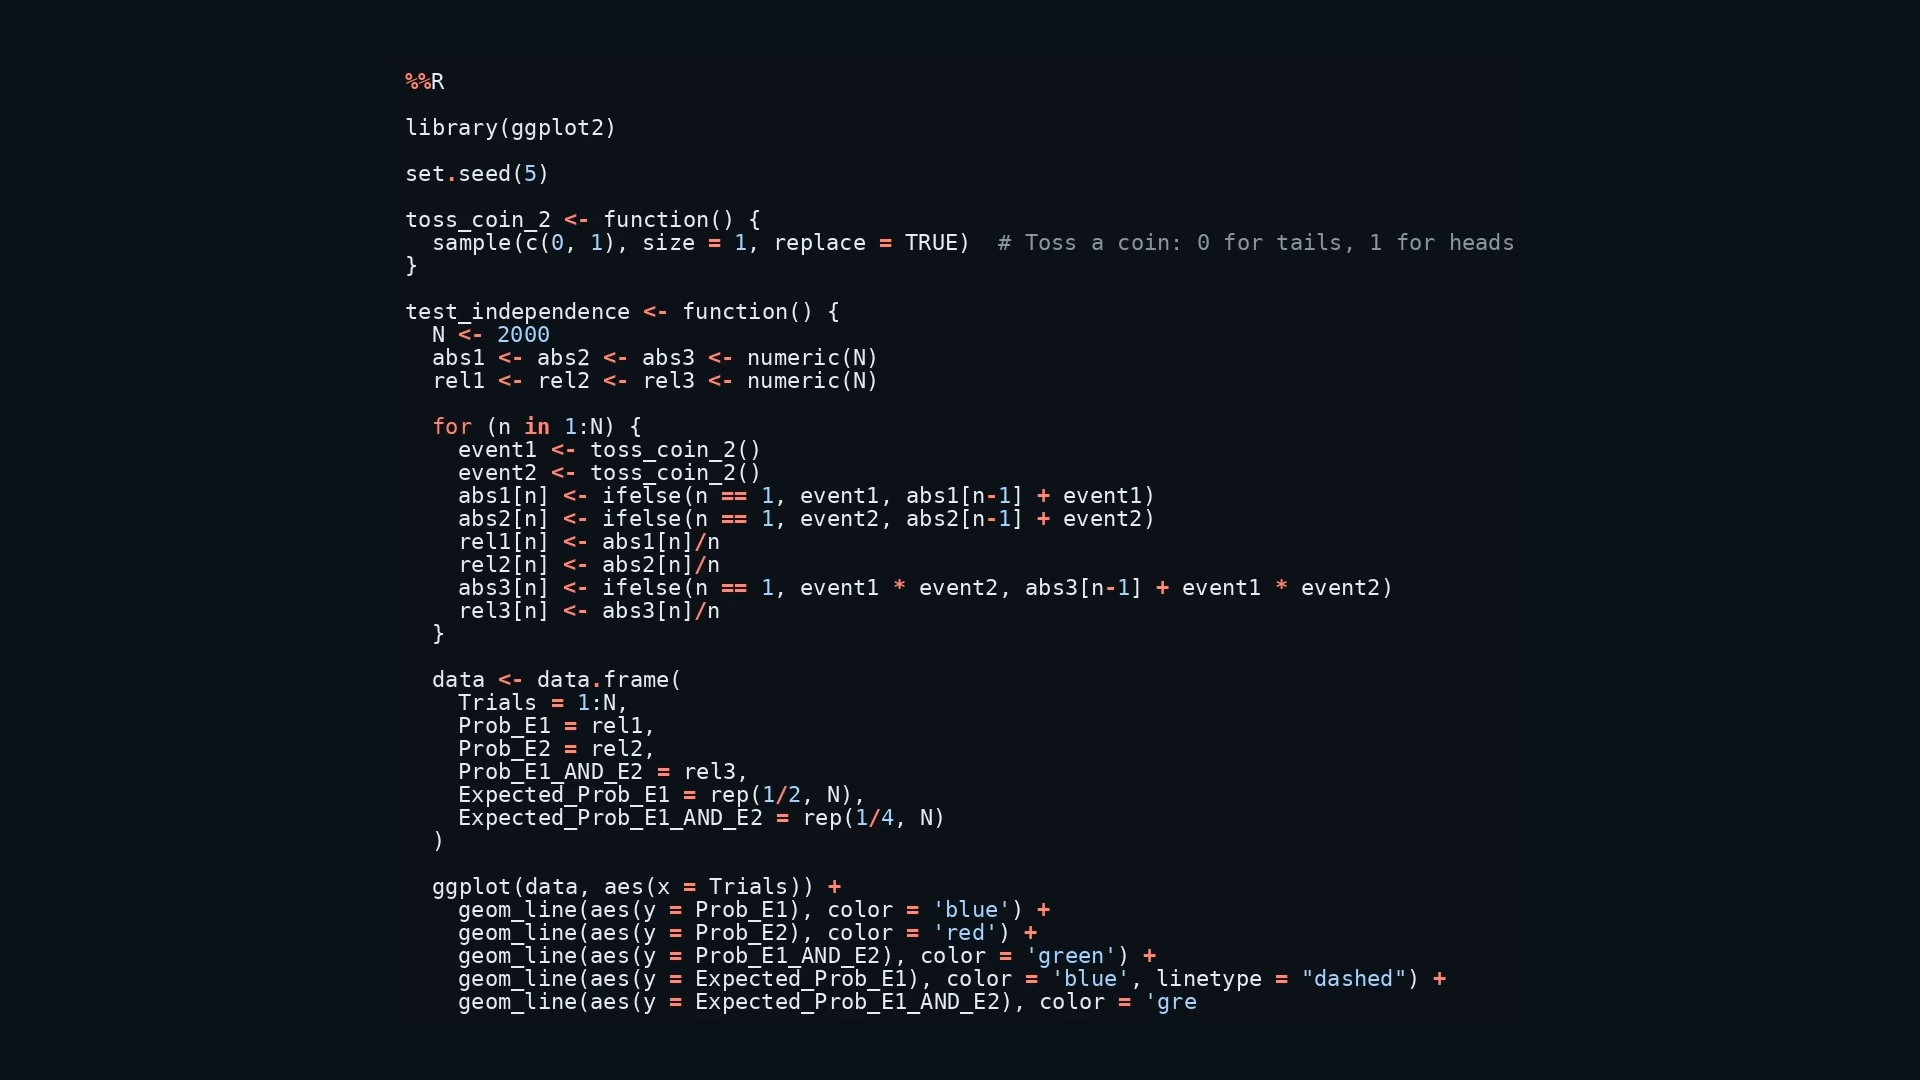 %%R
library(ggplot2)
set.seed(5)
toss_coin_2 <- function() {
  sample(c(0, 1), size = 1, replace = TRUE)  # Toss a coin: 0 for tails, 1 for heads
}
test_independence <- function() {
  N <- 2000
  abs1 <- abs2 <- abs3 <- numeric(N)
  rel1 <- rel2 <- rel3 <- numeric(N)
  for (n in 1:N) {
    event1 <- toss_coin_2()
    event2 <- toss_coin_2()
    abs1[n] <- ifelse(n == 1, event1, abs1[n-1] + event1)
    abs2[n] <- ifelse(n == 1, event2, abs2[n-1] + event2)
    rel1[n] <- abs1[n]/n
    rel2[n] <- abs2[n]/n
    abs3[n] <- ifelse(n == 1, event1 * event2, abs3[n-1] + event1 * event2)
    rel3[n] <- abs3[n]/n
  }
  data <- data.frame(
    Trials = 1:N,
    Prob_E1 = rel1,
    Prob_E2 = rel2,
    Prob_E1_AND_E2 = rel3,
    Expected_Prob_E1 = rep(1/2, N),
    Expected_Prob_E1_AND_E2 = rep(1/4, N)
  )
  ggplot(data, aes(x = Trials)) +
    geom_line(aes(y = Prob_E1), color = 'blue') +
    geom_line(aes(y = Prob_E2), color = 'red') +
    geom_line(aes(y = Prob_E1_AND_E2), color = 'green') +
    geom_line(aes(y = Expected_Prob_E1), color = 'blue', linetype = "dashed") +
    geom_line(aes(y = Expected_Prob_E1_AND_E2), color = 'gre